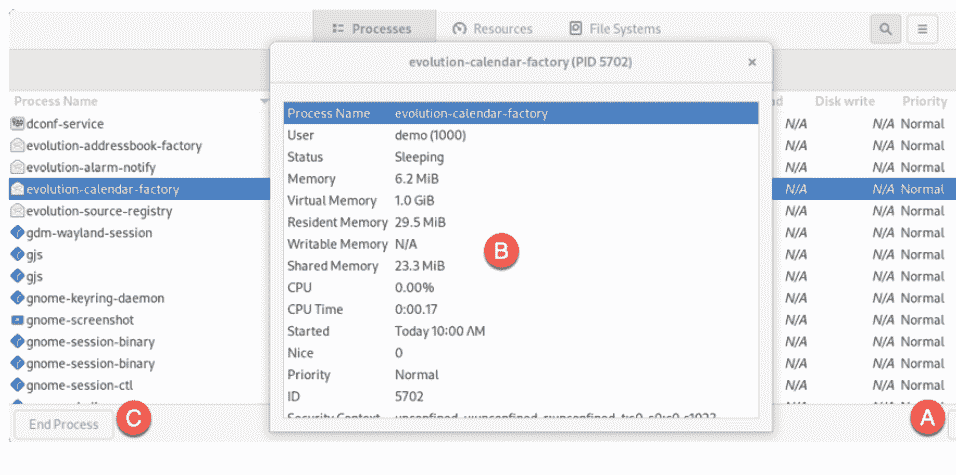 Processes Resources File Systems
evolution-calendar-factory (PID 5702) ×
Process Name Disk write Priority
Process Name evolution-calendar-factory
dconf-service N/A N/A Normal
User demo (1000)
evolution-addressbook-factory N/A N/A Normal
Status Sleeping
evolution-alarm-notify N/A N/A Normal
Memory 6.2 MiB
evolution-calendar-factory N/A N/A Normal
Virtual Memory 1.0 GiB
evolution-source-registry N/A N/A Normal
Resident Memory 29.5 MiB
gdm-wayland-session N/A N/A Normal
Writable Memory N/A
B
gjs N/A N/A Normal
Shared Memory 23.3 MiB
gjs N/A N/A Normal
CPU 0.00%
gnome-keyring-daemon N/A N/A Normal
CPU Time 0:00.17
gnome-screenshot N/A N/A Normal
Started Today 10:00 AM
gnome-session-binary N/A N/A Normal
Nice 0
gnome-session-binary N/A N/A Normal
Priority Normal
gnome-session-ctl N/A N/A Normal
ID 5702
End Process C A